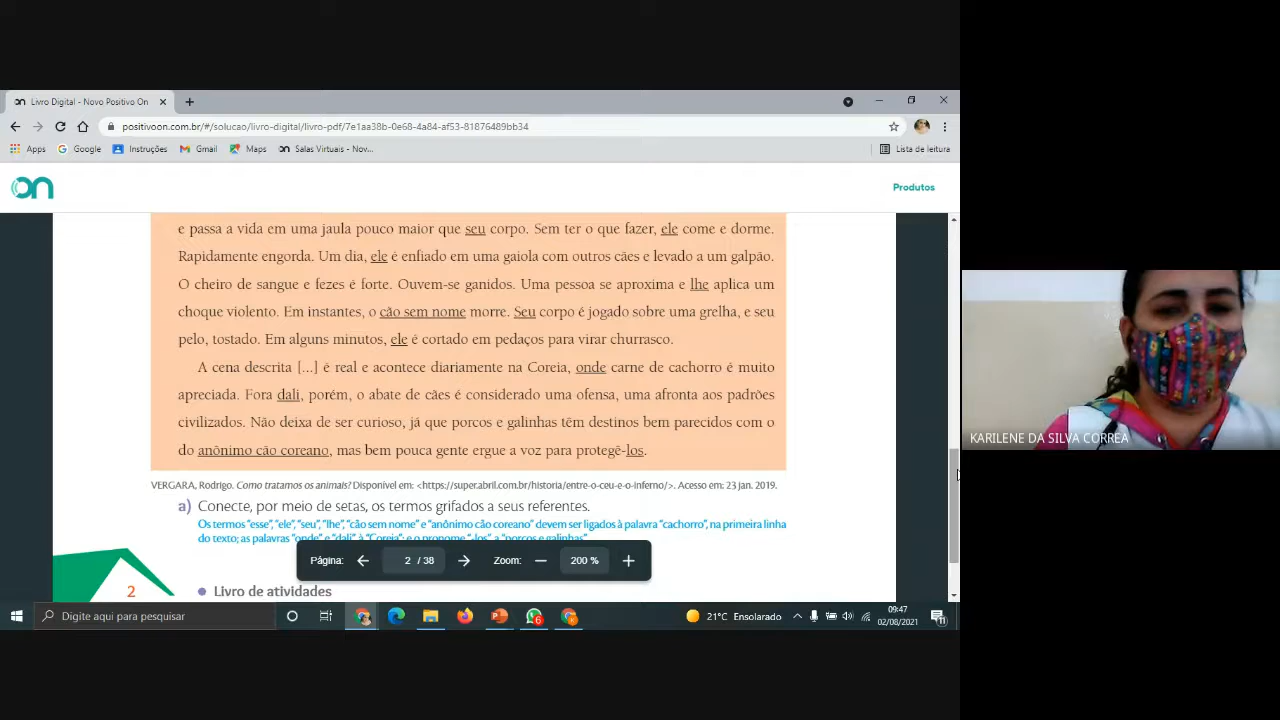 Livro Digital - Novo Positivo On
positivoon.com.br/#/solucao/livro-digital/livro-pdf/7e1aa38b-0e68-4a84-af53-81876489bb34
Apps Google Instruções Gmail Maps Salas Virtuais - Nov... Lista de leitura
on Produtos
e passa a vida em uma jaula pouco maior que seu corpo. Sem ter o que fazer, ele come e dorme.
Rapidamente engorda. Um dia, ele é enfiado em uma gaiola com outros cães e levado a um galpão.
O cheiro de sangue e fezes é forte. Ouvem-se ganidos. Uma pessoa se aproxima e lhe aplica um
choque violento. Em instantes, o cão sem nome morre. Seu corpo é jogado sobre uma grelha, e seu
pelo, tostado. Em alguns minutos, ele é cortado em pedaços para virar churrasco.
A cena descrita [...] é real e acontece diariamente na Coreia, onde carne de cachorro é muito
apreciada. Fora dali, porém, o abate de cães é considerado uma ofensa, uma afronta aos padrões
civilizados. Não deixa de ser curioso, já que porcos e galinhas têm destinos bem parecidos com o
do anônimo cão coreano, mas bem pouca gente ergue a voz para protegê-los.
VERGARA, Rodrigo. Como tratamos os animais? Disponível em: <https://super.abril.com.br/historia/entre-o-ceu-e-o-inferno/>. Acesso em: 23 jan. 2019.
a) Conecte, por meio de setas, os termos grifados a seus referentes.
Os termos "esse", "ele", "seu", "lhe", "cão sem nome" e "anônimo cão coreano" devem ser ligados à palavra "cachorro", na primeira linha
do texto; as palavras "onde" e "dali", à "Coreia"; e o pronome "-los", a "porcos e galinhas".
Página: 2 / 38 Zoom: 200 %
2 Livro de atividades
KARILENE DA SILVA CORREA
Digite aqui para pesquisar
6
21°C Ensolarado
09:47
02/08/2021
11